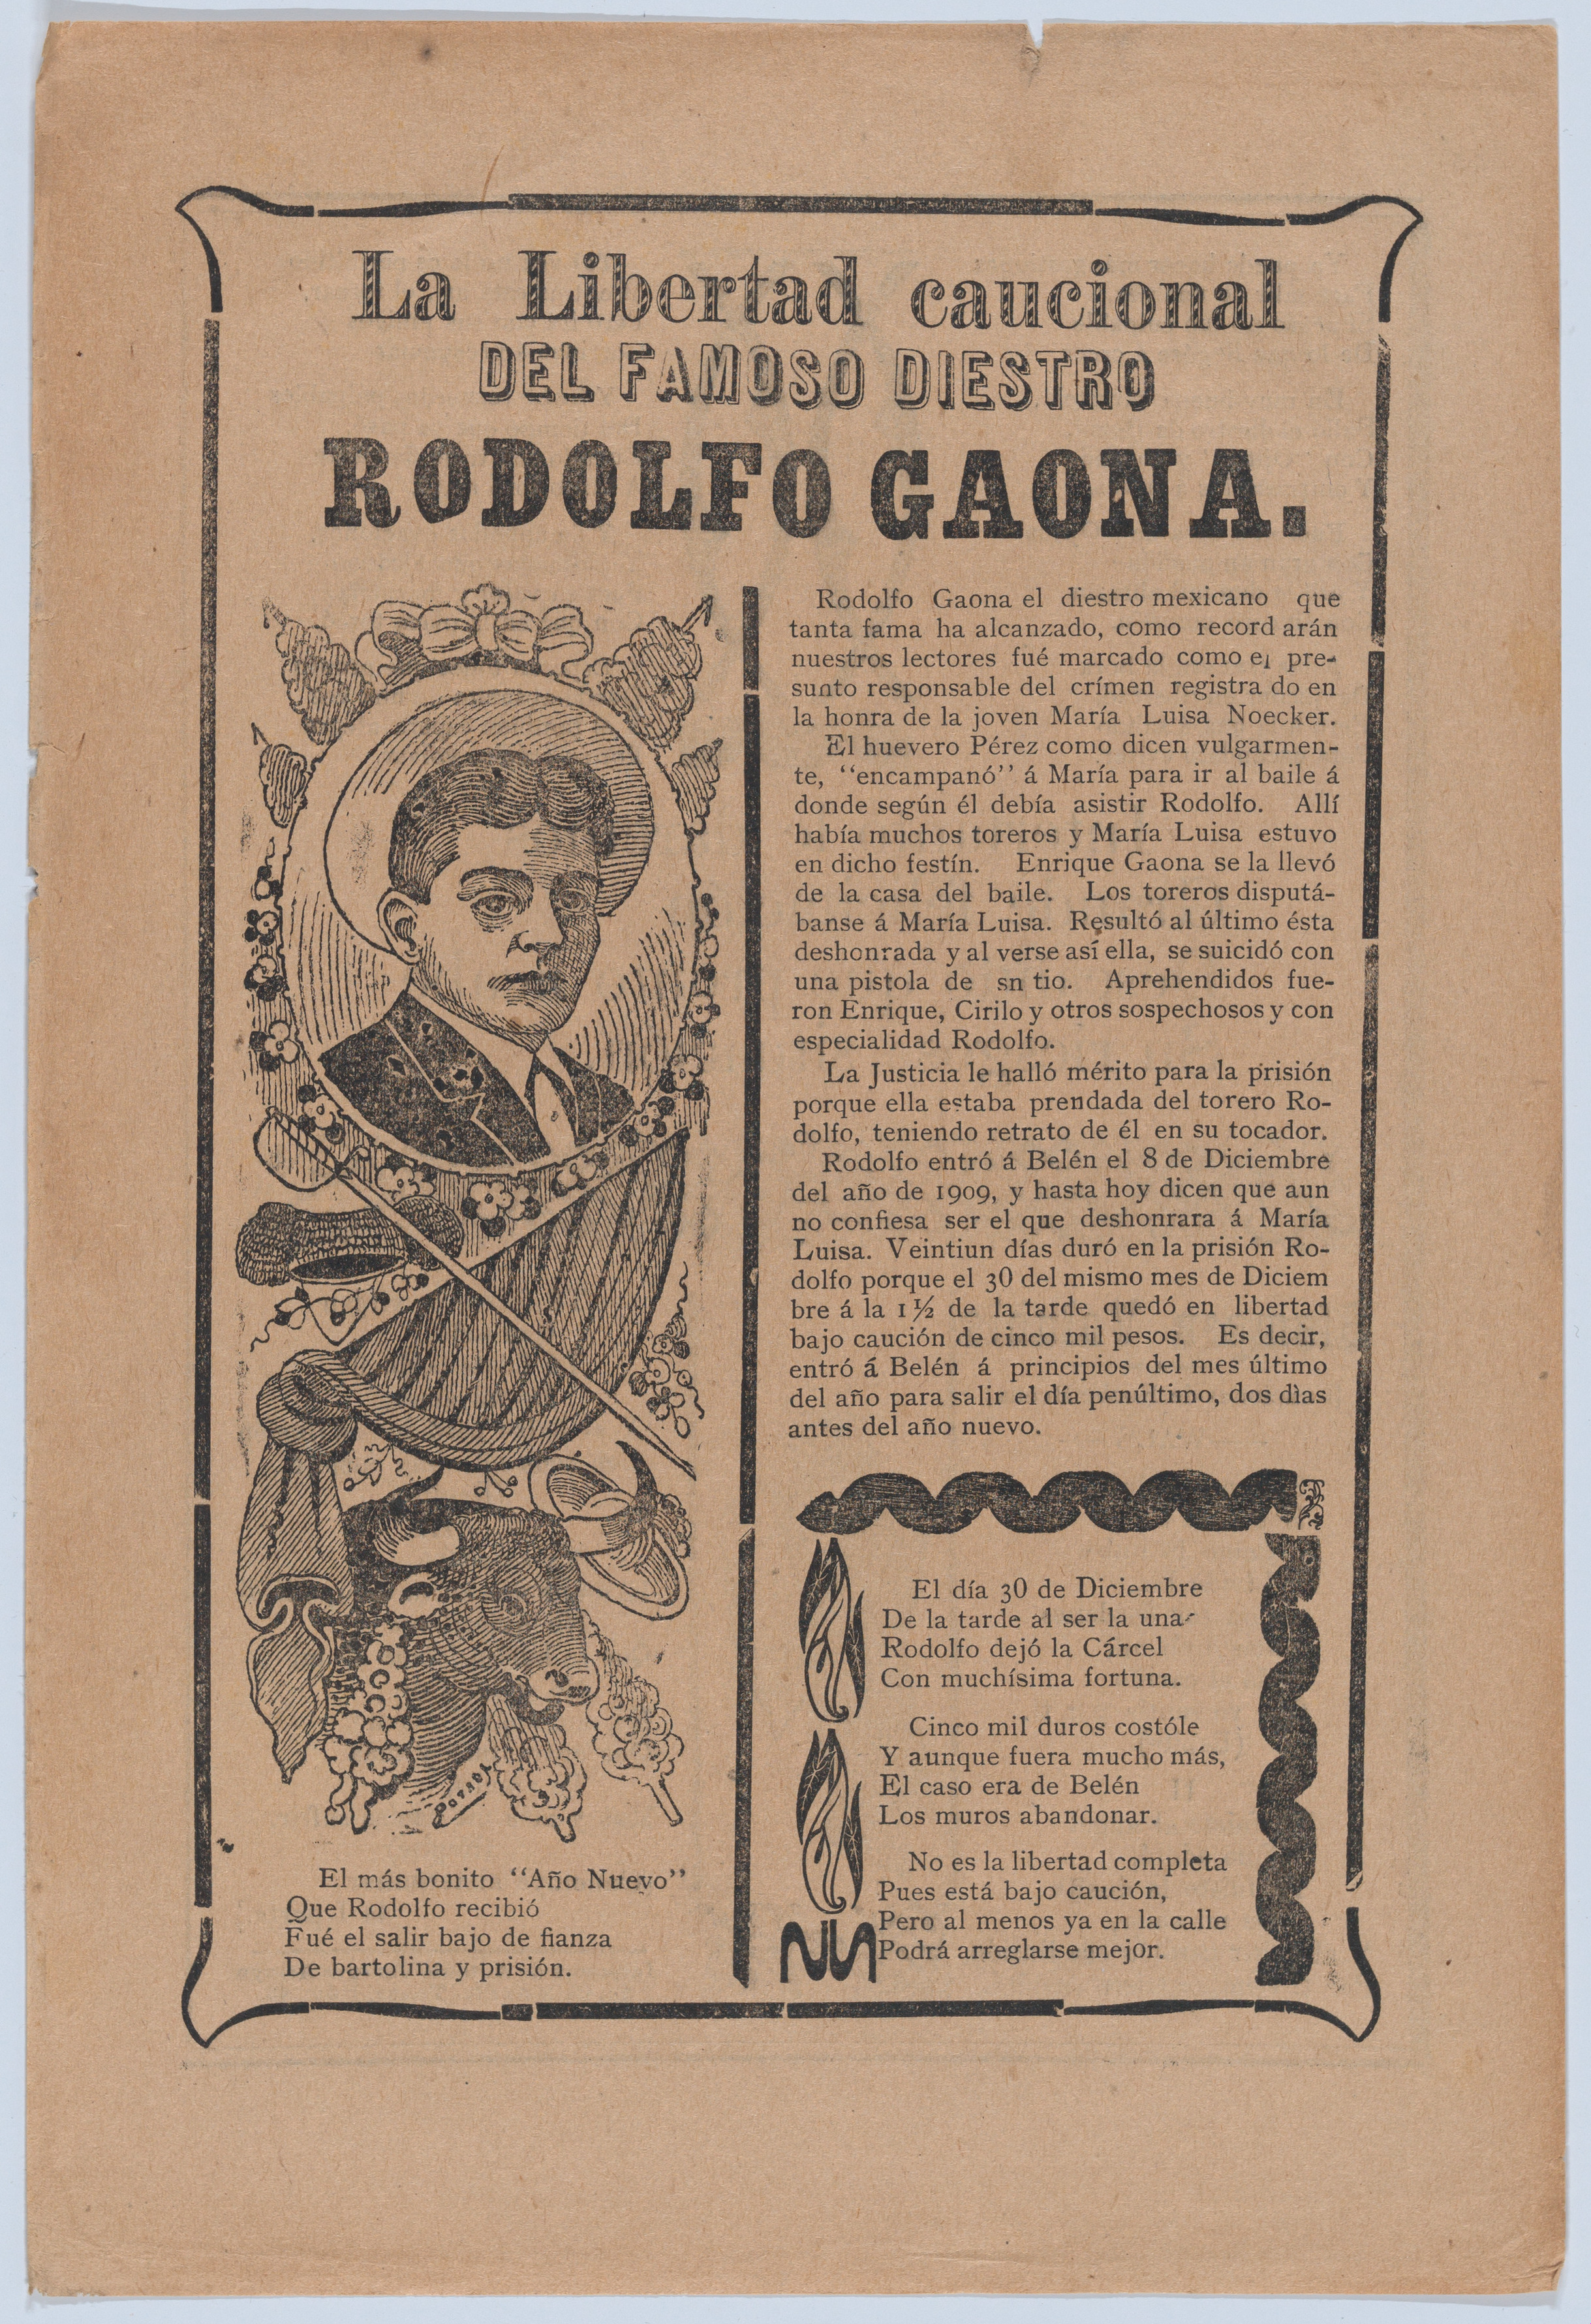 La Libertad caucional
DEL FAMOSO DIESTRO
RODOLFO GAONA.
POSADA
El más bonito “Año Nuevo”
Que Rodolfo recibió
Fué el salir bajo de fianza
De bartolina y prisión.
Rodolfo Gaona el diestro mexicano que
tanta fama ha alcanzado, como record arán
nuestros lectores fué marcado como el pre-
sunto responsable del crímen registra do en
la honra de la joven María Luisa Noecker.
El huevero Pérez como dicen vulgarmen-
te, “encampanó” á María para ir al baile á
donde según él debía asistir Rodolfo. Allí
había muchos toreros y María Luisa estuvo
en dicho festín. Enrique Gaona se la llevó
de la casa del baile. Los toreros disputá-
banse á María Luisa. Resultó al último ésta
deshonrada y al verse así ella, se suicidó con
una pistola de sn tio. Aprehendidos fue-
ron Enrique, Cirilo y otros sospechosos y con
especialidad Rodolfo.
La Justicia le halló mérito para la prisión
porque ella estaba prendada del torero Ro-
dolfo, teniendo retrato de él en su tocador.
Rodolfo entró á Belén el 8 de Diciembre
del año de 1909, y hasta hoy dicen que aun
no confiesa ser el que deshonrara á María
Luisa. Veintiun días duró en la prisión Ro-
dolfo porque el 30 del mismo mes de Diciem
bre á la 1 ½ de la tarde quedó en libertad
bajo caución de cinco mil pesos. Es decir,
entró á Belén á principios del mes último
del año para salir el día penúltimo, dos dìas
antes del año nuevo.
El día 30 de Diciembre
De la tarde al ser la una
Rodolfo dejó la Cárcel
Con muchísima fortuna.
Cinco mil duros costóle
Y aunque fuera mucho más,
El caso era de Belén
Los muros abandonar.
No es la libertad completa
Pues está bajo caución,
Pero al menos ya en la calle
Podrá arreglarse mejor.